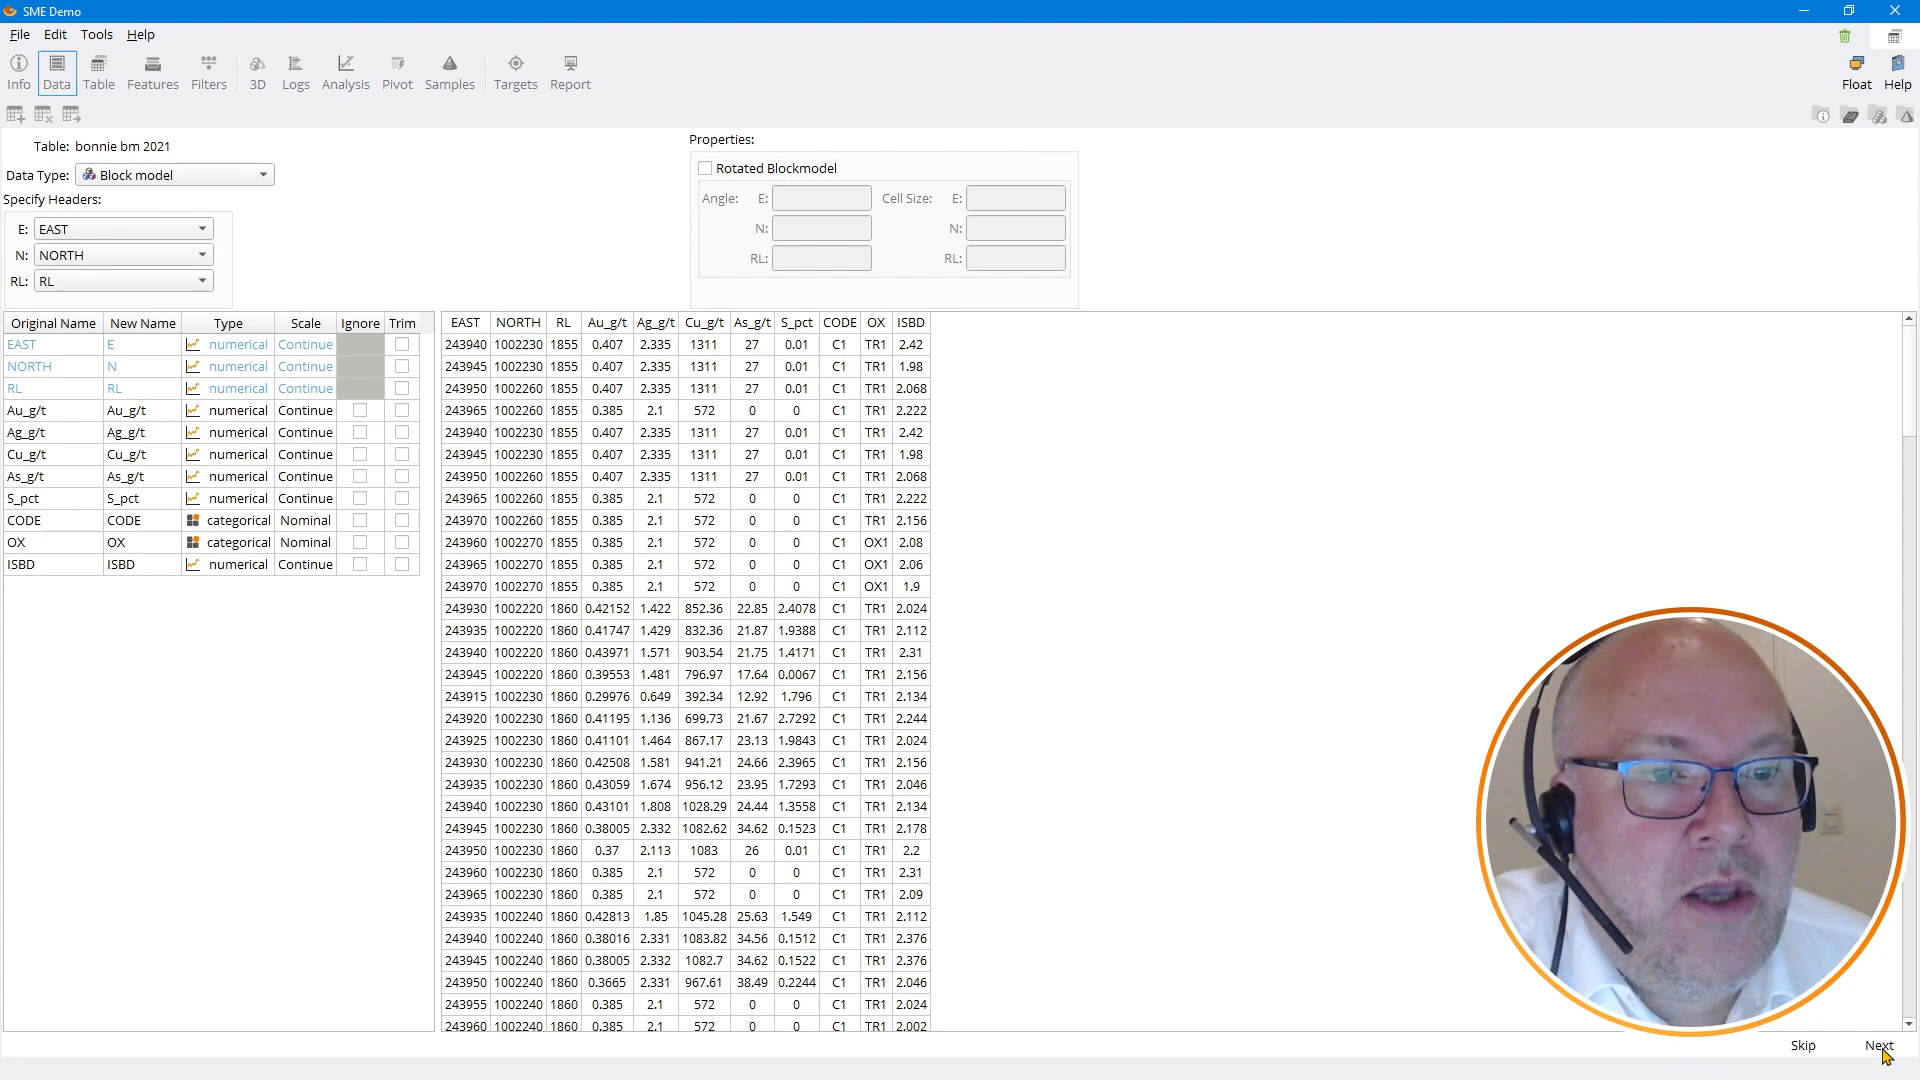 SME Demo
File Edit Tools Help
Info Data Table Features Filters 3D Logs Analysis Pivot Samples Targets Report Float Help
Table: bonnie bm 2021
Properties:
Data Type: Block model
Rotated Blockmodel
Specify Headers:
Angle: E: Cell Size: E:
E: EAST
N: N:
N: NORTH
RL: RL:
RL: RL
Original Name New Name Type Scale Ignore Trim
EAST E numerical Continue
NORTH N numerical Continue
RL RL numerical Continue
Au_g/t Au_g/t numerical Continue
Ag_g/t Ag_g/t numerical Continue
Cu_g/t Cu_g/t numerical Continue
As_g/t As_g/t numerical Continue
S_pct S_pct numerical Continue
CODE CODE categorical Nominal
OX OX categorical Nominal
ISBD ISBD numerical Continue
EAST NORTH RL Au_g/t Ag_g/t Cu_g/t As_g/t S_pct CODE OX ISBD
243940 1002230 1855 0.407 2.335 1311 27 0.01 C1 TR1 2.42
243945 1002230 1855 0.407 2.335 1311 27 0.01 C1 TR1 1.98
243950 1002260 1855 0.407 2.335 1311 27 0.01 C1 TR1 2.068
243965 1002260 1855 0.385 2.1 572 0 0 C1 TR1 2.222
243940 1002230 1855 0.407 2.335 1311 27 0.01 C1 TR1 2.42
243945 1002230 1855 0.407 2.335 1311 27 0.01 C1 TR1 1.98
243950 1002260 1855 0.407 2.335 1311 27 0.01 C1 TR1 2.068
243965 1002260 1855 0.385 2.1 572 0 0 C1 TR1 2.222
243970 1002260 1855 0.385 2.1 572 0 0 C1 TR1 2.156
243960 1002270 1855 0.385 2.1 572 0 0 C1 OX1 2.08
243965 1002270 1855 0.385 2.1 572 0 0 C1 OX1 2.06
243970 1002270 1855 0.385 2.1 572 0 0 C1 OX1 1.9
243930 1002220 1860 0.42152 1.422 852.36 22.85 2.4078 C1 TR1 2.024
243935 1002220 1860 0.41747 1.429 832.36 21.87 1.9388 C1 TR1 2.112
243940 1002220 1860 0.43971 1.571 903.54 21.75 1.4171 C1 TR1 2.31
243945 1002220 1860 0.39553 1.481 796.97 17.64 0.0067 C1 TR1 2.156
243915 1002230 1860 0.29976 0.649 392.34 12.92 1.796 C1 TR1 2.134
243920 1002230 1860 0.41195 1.136 699.73 21.67 2.7292 C1 TR1 2.244
243925 1002230 1860 0.41101 1.464 867.17 23.13 1.9843 C1 TR1 2.024
243930 1002230 1860 0.42508 1.581 941.21 24.66 2.3965 C1 TR1 2.156
243935 1002230 1860 0.43059 1.674 956.12 23.95 1.7293 C1 TR1 2.046
243940 1002230 1860 0.43101 1.808 1028.29 24.44 1.3558 C1 TR1 2.134
243945 1002230 1860 0.38005 2.332 1082.62 34.62 0.1523 C1 TR1 2.178
243950 1002230 1860 0.37 2.113 1083 26 0.01 C1 TR1 2.2
243960 1002230 1860 0.385 2.1 572 0 0 C1 TR1 2.31
243965 1002230 1860 0.385 2.1 572 0 0 C1 TR1 2.09
243935 1002240 1860 0.42813 1.85 1045.28 25.63 1.549 C1 TR1 2.112
243940 1002240 1860 0.38016 2.331 1083.82 34.56 0.1512 C1 TR1 2.376
243945 1002240 1860 0.38005 2.332 1082.7 34.62 0.1522 C1 TR1 2.376
243950 1002240 1860 0.3665 2.331 967.61 38.49 0.2244 C1 TR1 2.046
243955 1002240 1860 0.385 2.1 572 0 0 C1 TR1 2.024
243960 1002240 1860 0.385 2.1 572 0 0 C1 TR1 2.002
Skip Next